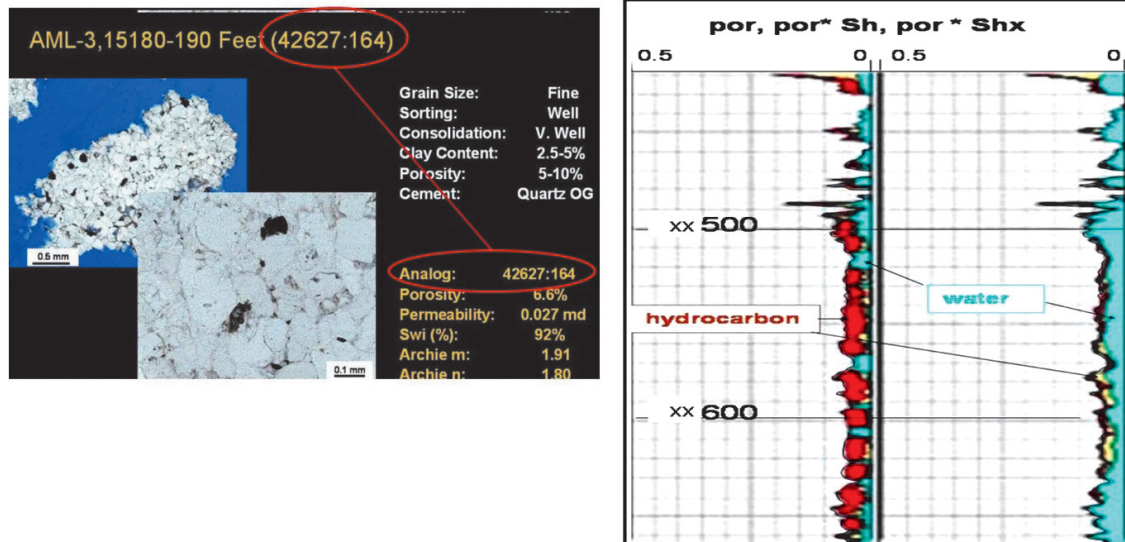 AML-3,15180-190 Feet (42627:164)
Grain Size: Fine
Sorting: Well
Consolidation: V. Well
Clay Content: 2.5-5%
Porosity: 5-10%
Cement: Quartz OG
0.5 mm
Analog: 42627:164
Porosity: 6.6%
Permeability: 0.027 md
Swi (%): 92%
Archie m: 1.91
Archie n: 1.80
0.1 mm
por, por* Sh, por * Shx
0.5 0 0.5 0
xx 500
water
hydrocarbon
xx 600